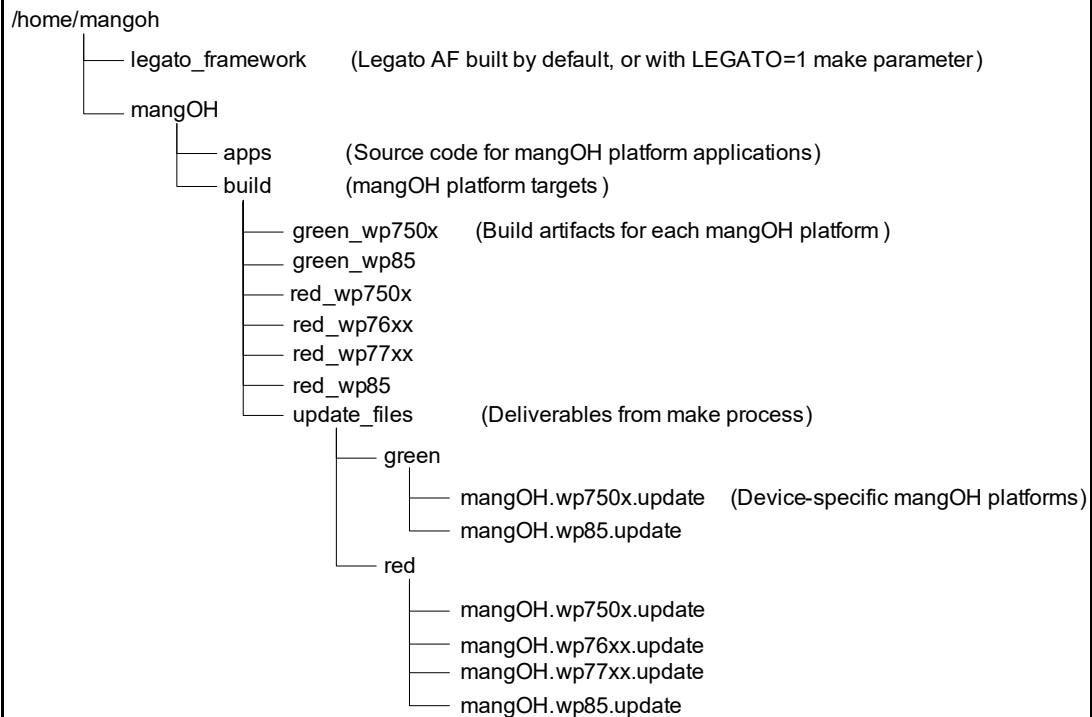 /home/mangoh
legato_framework (Legato AF built by default, or with LEGATO=1 make parameter)
mangOH
apps (Source code for mangOH platform applications)
build (mangOH platform targets)
green_wp750x (Build artifacts for each mangOH platform)
green_wp85
red_wp750x
red_wp76xx
red_wp77xx
red_wp85
update_files (Deliverables from make process)
green
mangOH.wp750x.update (Device-specific mangOH platforms)
mangOH.wp85.update
red
mangOH.wp750x.update
mangOH.wp76xx.update
mangOH.wp77xx.update
mangOH.wp85.update